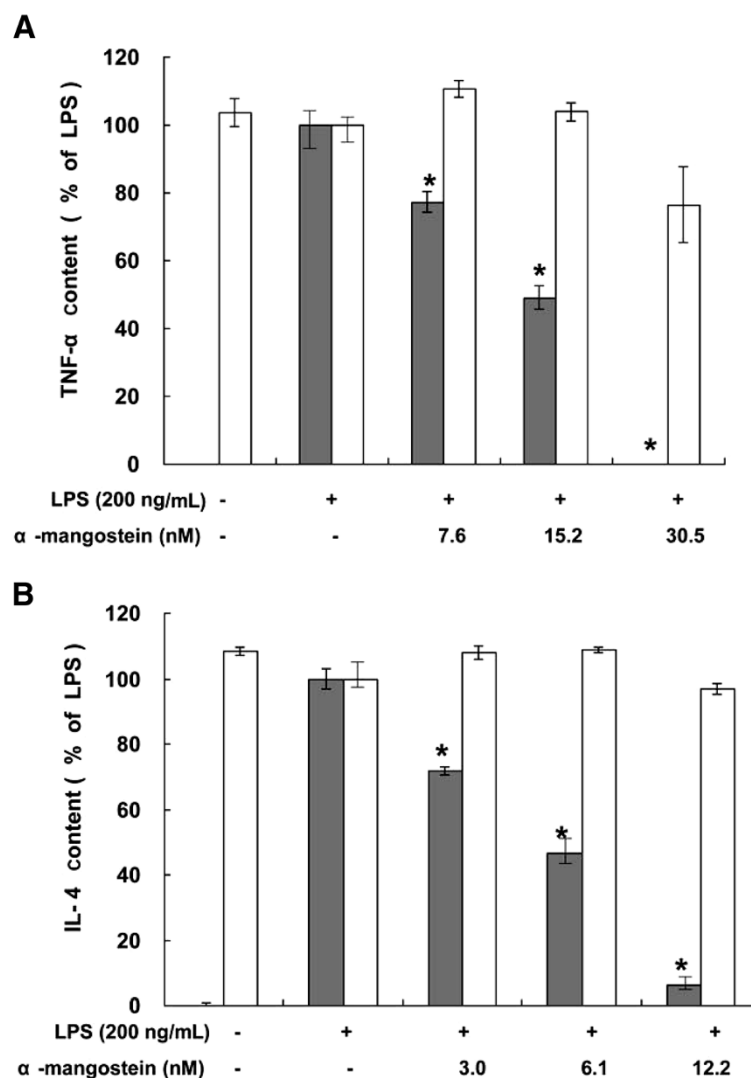 A
TNF-α content ( % of LPS)
120
100
80
60
40
20
0
*
*
*
LPS (200 ng/mL) - + + + +
α -mangostein (nM) - - 7.6 15.2 30.5
B
IL- 4 content ( % of LPS)
120
100
80
60
40
20
0
*
*
*
LPS (200 ng/mL) - + + + +
α -mangostein (nM) - - 3.0 6.1 12.2